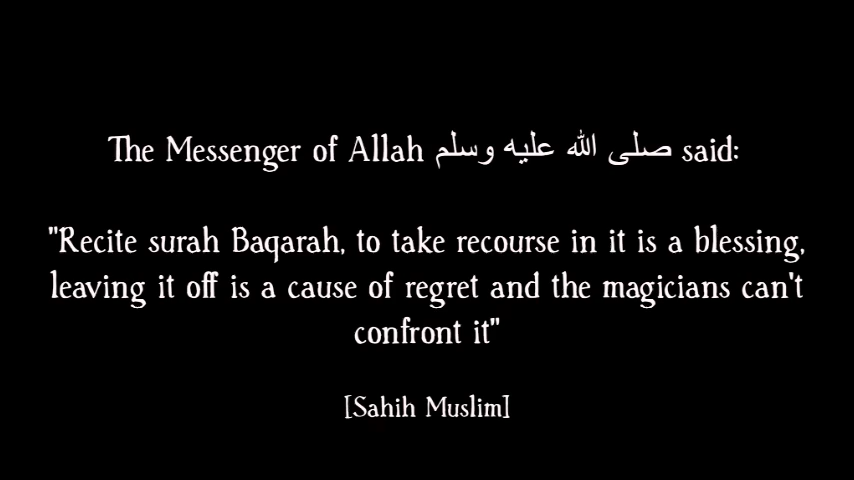 The Messenger of Allah صلى الله عليه وسلم said:
"Recite surah Baqarah, to take recourse in it is a blessing,
leaving it off is a cause of regret and the magicians can't
confront it"
[Sahih Muslim]